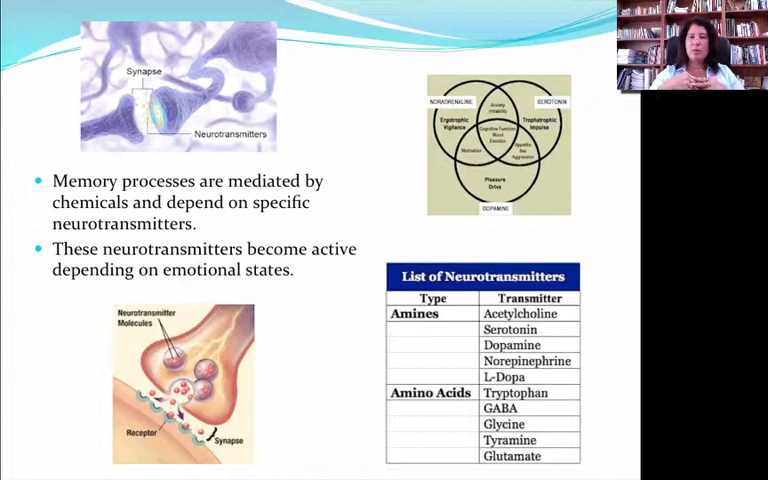 Synapse
Neurotransmitters
NORADRENALINE
SEROTONIN
Anxiety
Irritability
Ergotrophic
Vigilance
Trophatrophic
Impulse
Cognitive Function
Mood
Emotion
Motivation
Appetite
Sex
Aggression
Pleasure
Drive
DOPAMINE
• Memory processes are mediated by
chemicals and depend on specific
neurotransmitters.
• These neurotransmitters become active
depending on emotional states.
Neurotransmitter
Molecules
Receptor
Synapse
List of Neurotransmitters
Type Transmitter
Amines Acetylcholine
Serotonin
Dopamine
Norepinephrine
L-Dopa
Amino Acids Tryptophan
GABA
Glycine
Tyramine
Glutamate